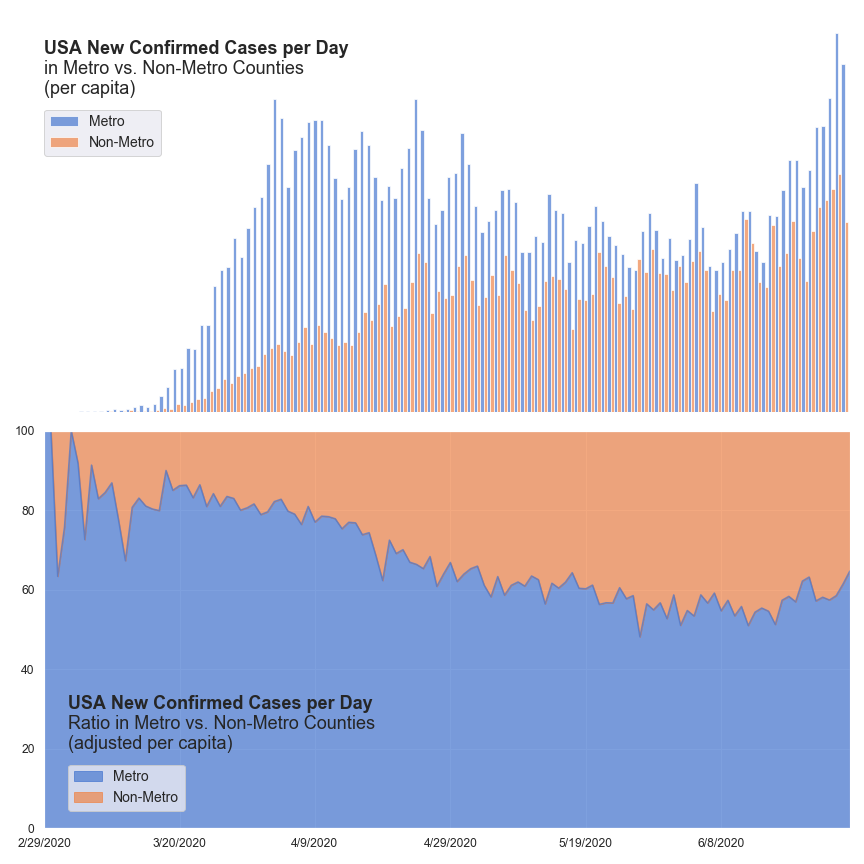 USA New Confirmed Cases per Day
in Metro vs. Non-Metro Counties
(per capita)
Metro
Non-Metro
100
80
60
40
20
0
USA New Confirmed Cases per Day
Ratio in Metro vs. Non-Metro Counties
(adjusted per capita)
Metro
Non-Metro
2/29/2020 3/20/2020 4/9/2020 4/29/2020 5/19/2020 6/8/2020